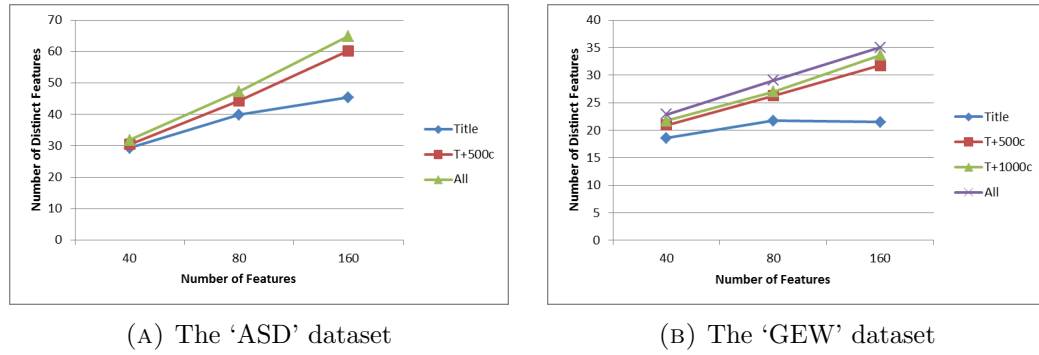 70
60
50
40
30
20
10
0
Number of Distinct Features
40 80 160
Number of Features
Title
T+500c
All
(A) The ‘ASD’ dataset
40
35
30
25
20
15
10
5
0
Number of Distinct Features
40 80 160
Number of Features
Title
T+500c
T+1000c
All
(B) The ‘GEW’ dataset